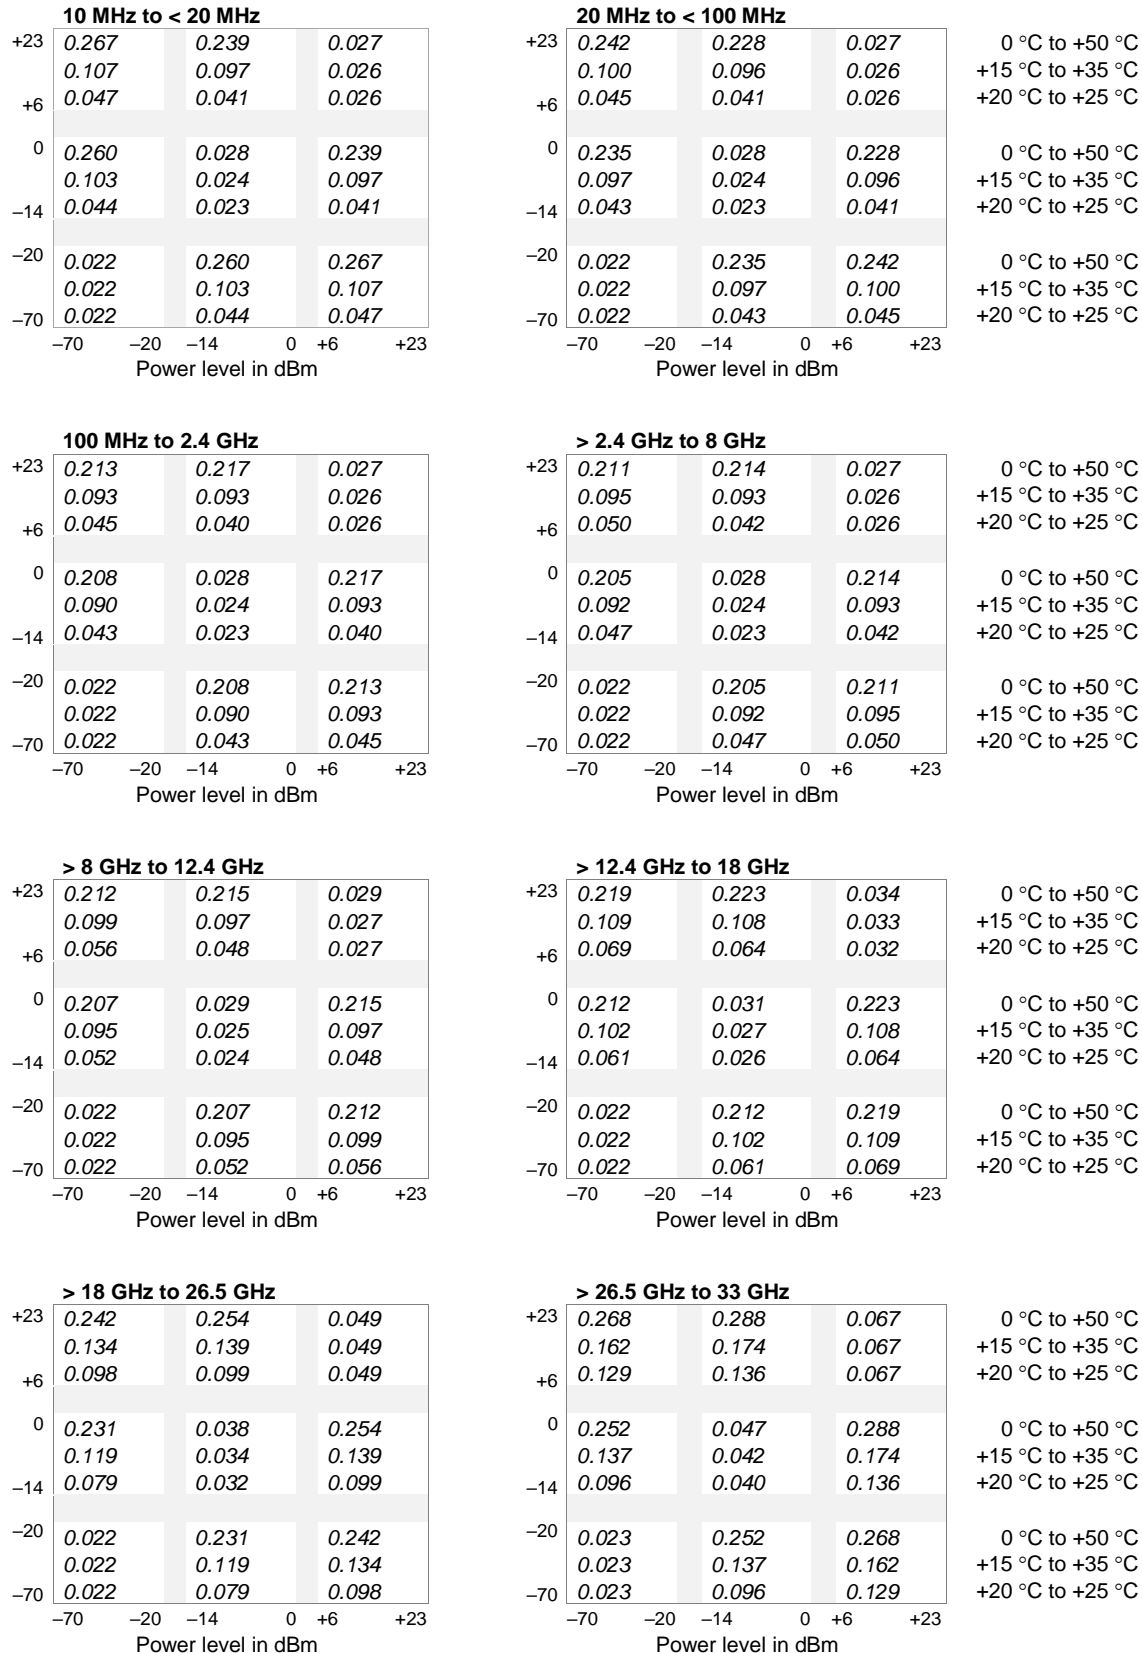 10 MHz to < 20 MHz 20 MHz to < 100 MHz
+23 0.267 0.239 0.027 +23 0.242 0.228 0.027 0 °C to +50 °C
0.107 0.097 0.026 0.100 0.096 0.026 +15 °C to +35 °C
+6 0.047 0.041 0.026 +6 0.045 0.041 0.026 +20 °C to +25 °C
0 0.260 0.028 0.239 0 0.235 0.028 0.228 0 °C to +50 °C
0.103 0.024 0.097 0.097 0.024 0.096 +15 °C to +35 °C
–14 0.044 0.023 0.041 –14 0.043 0.023 0.041 +20 °C to +25 °C
–20 0.022 0.260 0.267 –20 0.022 0.235 0.242 0 °C to +50 °C
0.022 0.103 0.107 0.022 0.097 0.100 +15 °C to +35 °C
–70 0.022 0.044 0.047 –70 0.022 0.043 0.045 +20 °C to +25 °C
–70 –20 –14 0 +6 +23 –70 –20 –14 0 +6 +23
Power level in dBm Power level in dBm
100 MHz to 2.4 GHz > 2.4 GHz to 8 GHz
+23 0.213 0.217 0.027 +23 0.211 0.214 0.027 0 °C to +50 °C
0.093 0.093 0.026 0.095 0.093 0.026 +15 °C to +35 °C
+6 0.045 0.040 0.026 +6 0.050 0.042 0.026 +20 °C to +25 °C
0 0.208 0.028 0.217 0 0.205 0.028 0.214 0 °C to +50 °C
0.090 0.024 0.093 0.092 0.024 0.093 +15 °C to +35 °C
–14 0.043 0.023 0.040 –14 0.047 0.023 0.042 +20 °C to +25 °C
–20 0.022 0.208 0.213 –20 0.022 0.205 0.211 0 °C to +50 °C
0.022 0.090 0.093 0.022 0.092 0.095 +15 °C to +35 °C
–70 0.022 0.043 0.045 –70 0.022 0.047 0.050 +20 °C to +25 °C
–70 –20 –14 0 +6 +23 –70 –20 –14 0 +6 +23
Power level in dBm Power level in dBm
> 8 GHz to 12.4 GHz > 12.4 GHz to 18 GHz
+23 0.212 0.215 0.029 +23 0.219 0.223 0.034 0 °C to +50 °C
0.099 0.097 0.027 0.109 0.108 0.033 +15 °C to +35 °C
+6 0.056 0.048 0.027 +6 0.069 0.064 0.032 +20 °C to +25 °C
0 0.207 0.029 0.215 0 0.212 0.031 0.223 0 °C to +50 °C
0.095 0.025 0.097 0.102 0.027 0.108 +15 °C to +35 °C
–14 0.052 0.024 0.048 –14 0.061 0.026 0.064 +20 °C to +25 °C
–20 0.022 0.207 0.212 –20 0.022 0.212 0.219 0 °C to +50 °C
0.022 0.095 0.099 0.022 0.102 0.109 +15 °C to +35 °C
–70 0.022 0.052 0.056 –70 0.022 0.061 0.069 +20 °C to +25 °C
–70 –20 –14 0 +6 +23 –70 –20 –14 0 +6 +23
Power level in dBm Power level in dBm
> 18 GHz to 26.5 GHz > 26.5 GHz to 33 GHz
+23 0.242 0.254 0.049 +23 0.268 0.288 0.067 0 °C to +50 °C
0.134 0.139 0.049 0.162 0.174 0.067 +15 °C to +35 °C
+6 0.098 0.099 0.049 +6 0.129 0.136 0.067 +20 °C to +25 °C
0 0.231 0.038 0.254 0 0.252 0.047 0.288 0 °C to +50 °C
0.119 0.034 0.139 0.137 0.042 0.174 +15 °C to +35 °C
–14 0.079 0.032 0.099 –14 0.096 0.040 0.136 +20 °C to +25 °C
–20 0.022 0.231 0.242 –20 0.023 0.252 0.268 0 °C to +50 °C
0.022 0.119 0.134 0.023 0.137 0.162 +15 °C to +35 °C
–70 0.022 0.079 0.098 –70 0.023 0.096 0.129 +20 °C to +25 °C
–70 –20 –14 0 +6 +23 –70 –20 –14 0 +6 +23
Power level in dBm Power level in dBm